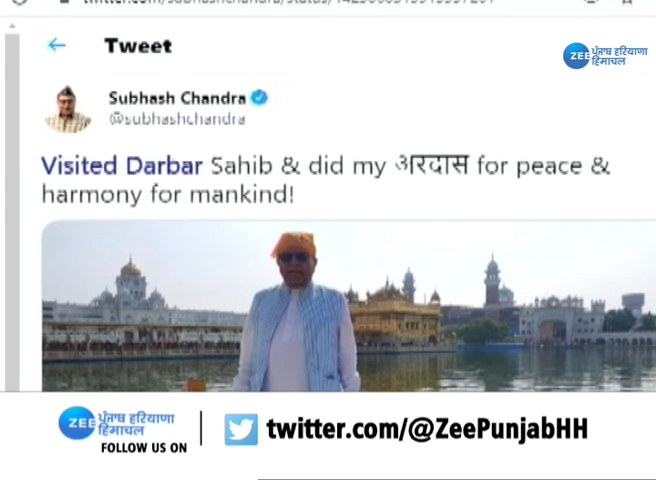 Tweet
ZEE ਪੰਜਾਬ हरियाणा
हिमाचल
Subhash Chandra
@subhashchandra
Visited Darbar Sahib & did my अरदास for peace &
harmony for mankind!
ZEE ਪੰਜਾਬ हरियाणा
हिमाचल
FOLLOW US ON
twitter.com/@ZeePunjabHH